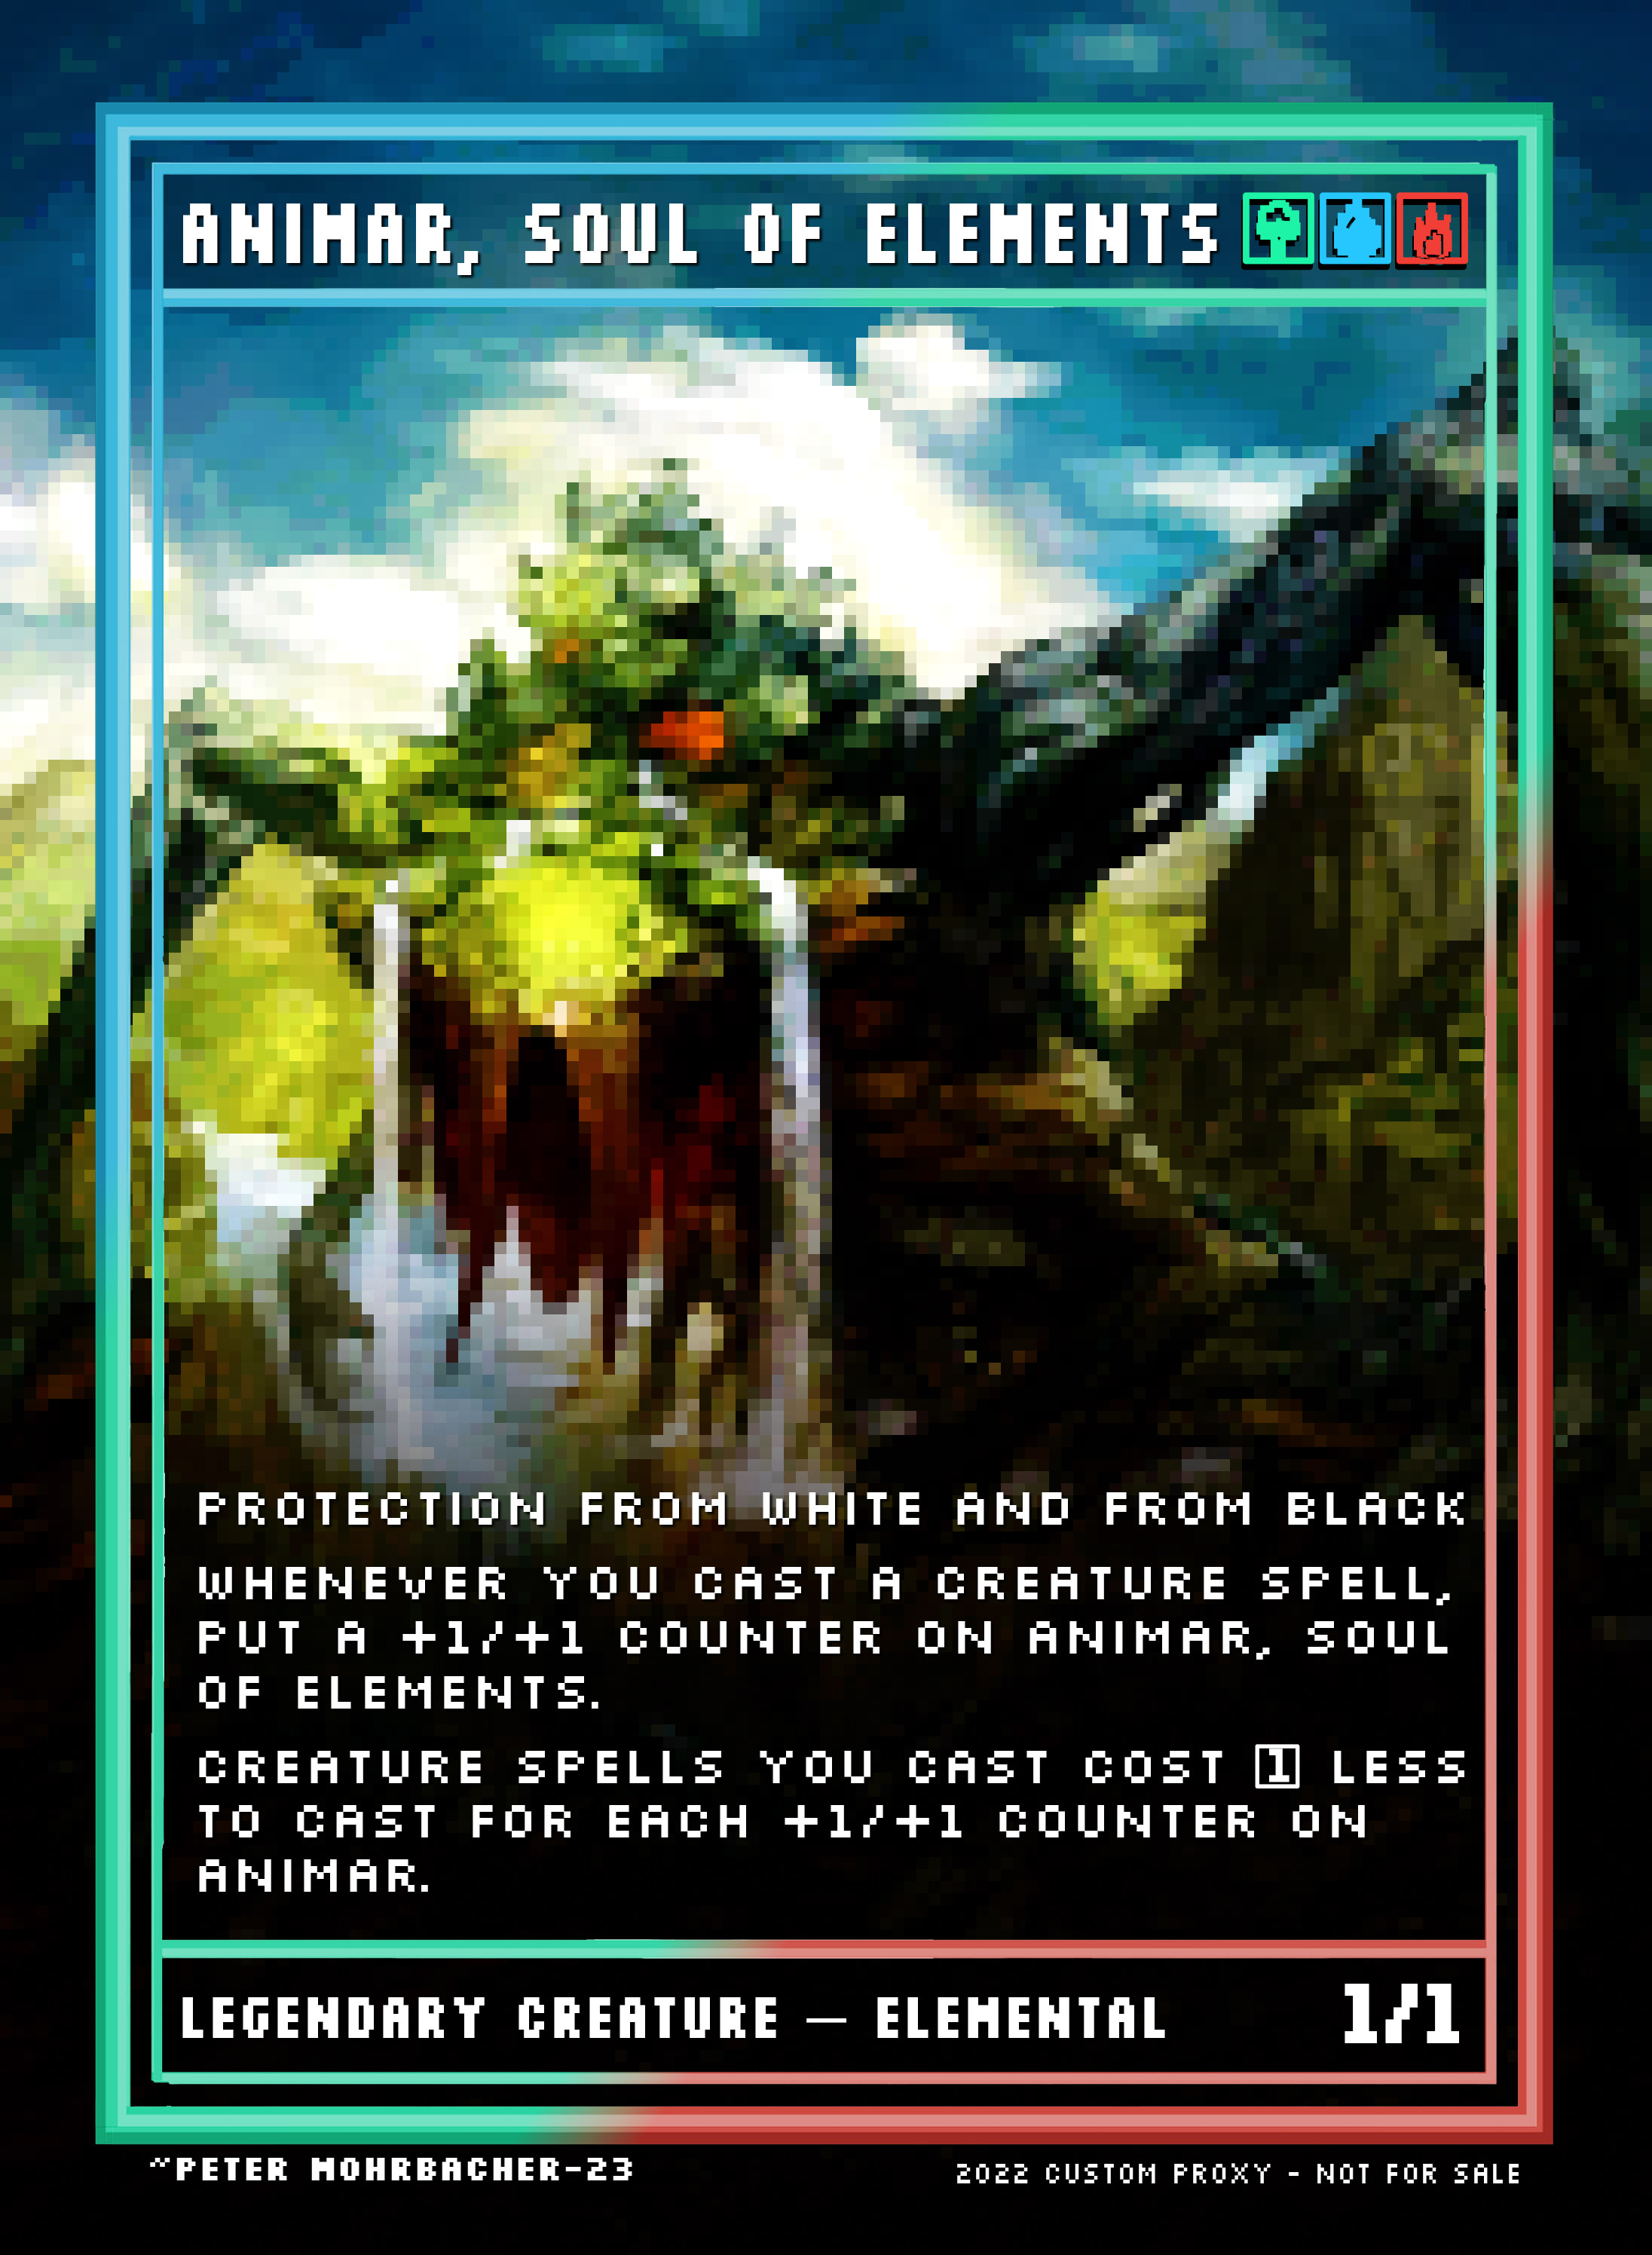 ANIMAR, SOUL OF ELEMENTS
PROTECTION FROM WHITE AND FROM BLACK
WHENEVER YOU CAST A CREATURE SPELL,
PUT A +1/+1 COUNTER ON ANIMAR, SOUL
OF ELEMENTS.
CREATURE SPELLS YOU CAST COST 1 LESS
TO CAST FOR EACH +1/+1 COUNTER ON
ANIMAR.
LEGENDARY CREATURE — ELEMENTAL 1/1
~PETER MOHRBACHER-23
2022 CUSTOM PROXY - NOT FOR SALE